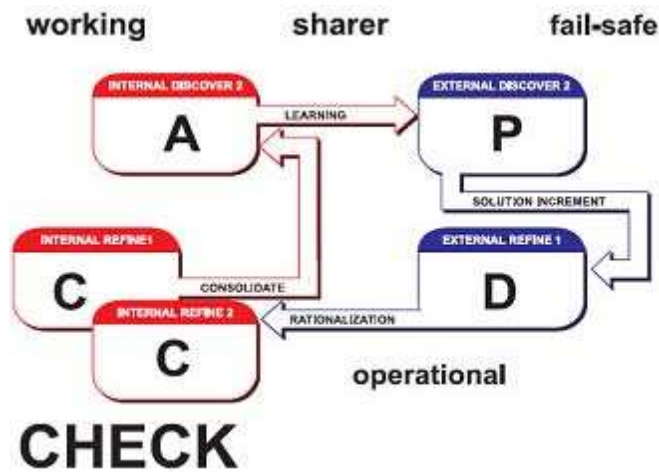 working sharer fail-safe
INTERNAL DISCOVER 2
A
LEARNING
EXTERNAL DISCOVER 2
P
SOLUTION INCREMENT
INTERNAL REFINE1
C
CONSOLIDATE
EXTERNAL REFINE 1
D
INTERNAL REFINE 2
C
RATIONALIZATION
operational
CHECK